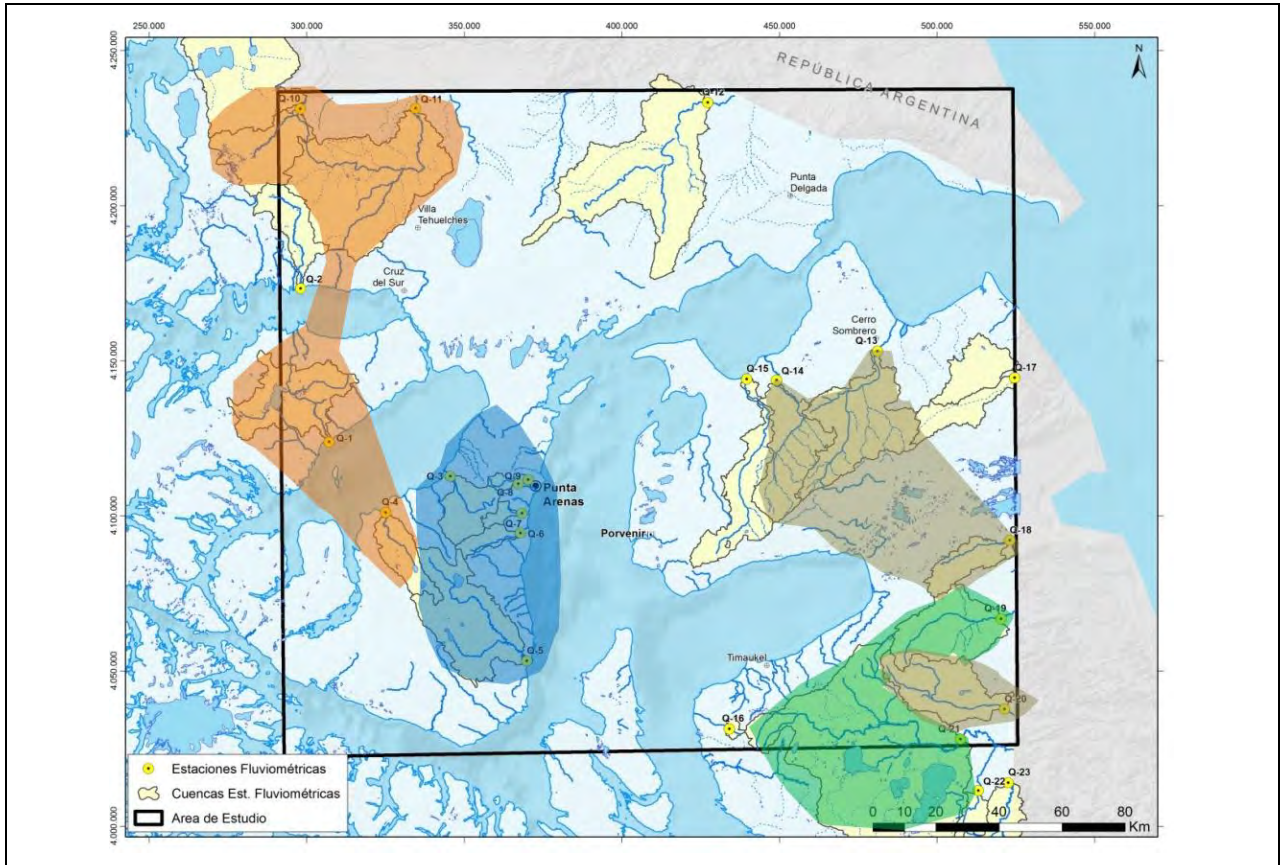 250.000 300.000 350.000 400.000 450.000 500.000 550.000
4.250.000
N
REPÚBLICA ARGENTINA
Q-10
Q-11
Q-12
Punta
Delgada
4.200.000
Villa
Tehuelches
Q-2
Cruz
del Sur
Cerro
Sombrero
Q-13
4.150.000
Q-15
Q-14
Q-17
Q-1
Q-3
Q-9
Q-8
Punta
Arenas
4.100.000
Q-4
Q-7
Q-6
Porvenir
Q-18
Q-19
4.050.000
Q-5
Timaukel
Q-20
Q-16
Q-21
Q-22
Q-23
Estaciones Fluviométricas
Cuencas Est. Fluviométricas
Area de Estudio
4.000.000
0 10 20 40 60 80
Km